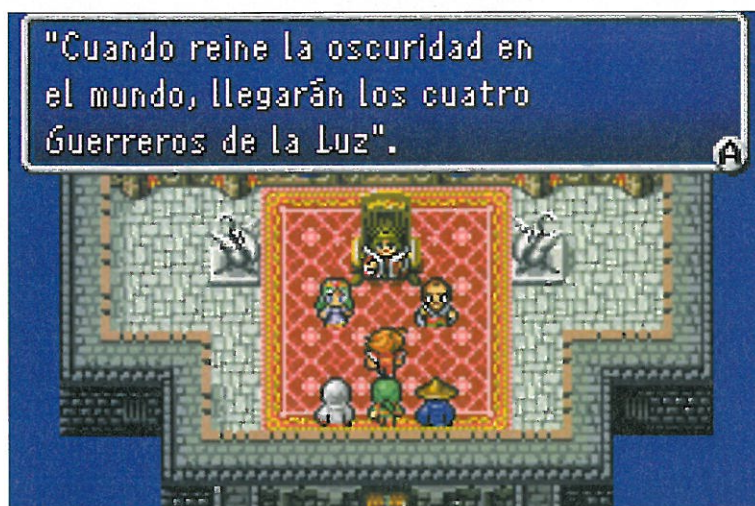 "Cuando reine la oscuridad en
el mundo, llegarán los cuatro
Guerreros de la Luz".
A